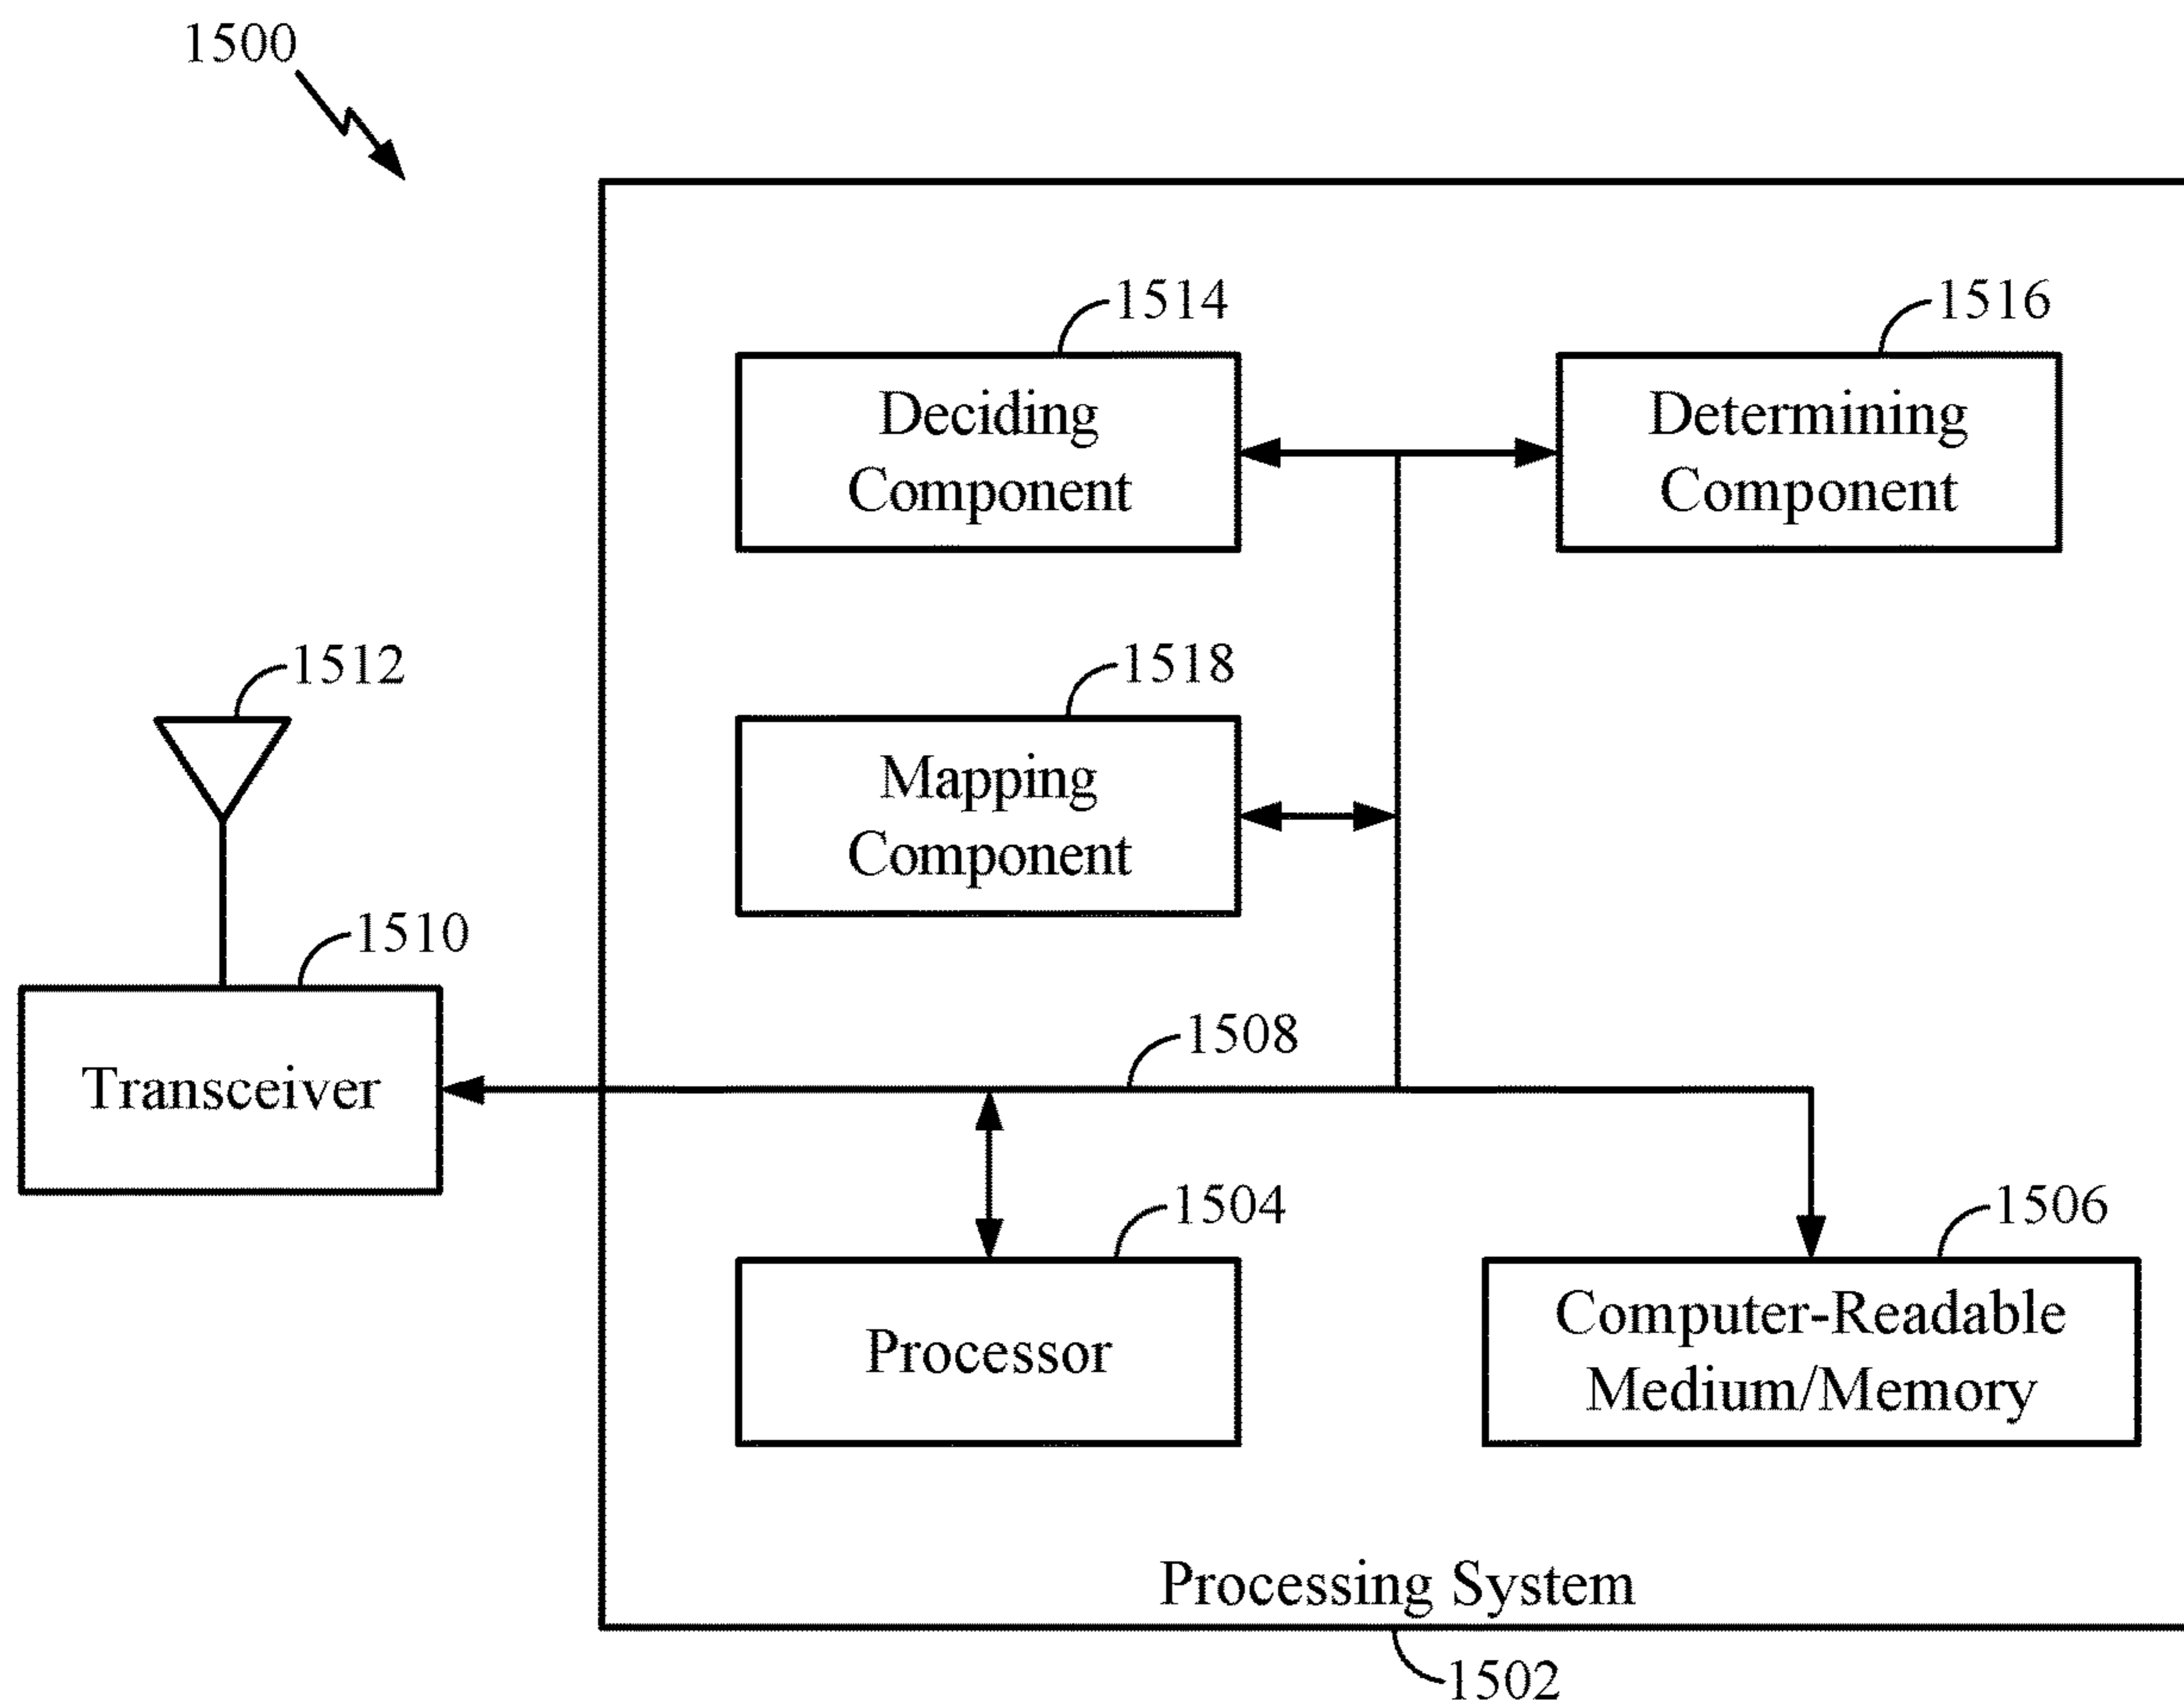 1500
1514
1516
Deciding
Component
Determining
Component
1512
1518
Mapping
Component
1510
Transceiver
1508
1504
1506
Processor
Computer-Readable
Medium/Memory
Processing System
1502